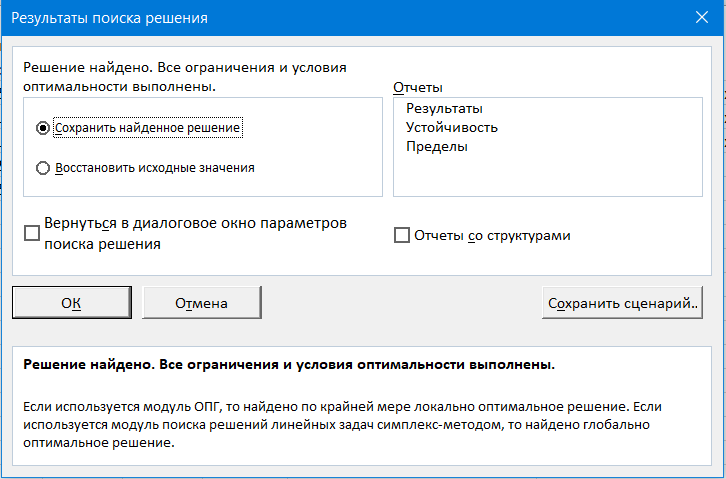 Результаты поиска решения
Решение найдено. Все ограничения и условия
оптимальности выполнены.
Отчеты
Сохранить найденное решение
Восстановить исходные значения
Результаты
Устойчивость
Пределы
Вернуться в диалоговое окно параметров
поиска решения
Отчеты со структурами
ОК
Отмена
Сохранить сценарий..
Решение найдено. Все ограничения и условия оптимальности выполнены.
Если используется модуль ОПГ, то найдено по крайней мере локально оптимальное решение. Если
используется модуль поиска решений линейных задач симплекс-методом, то найдено глобально
оптимальное решение.